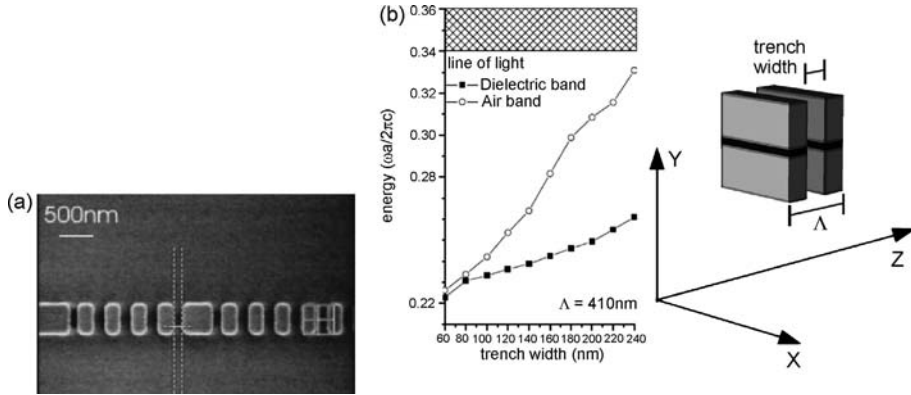 (a)
500nm
(b)
0.36
0.34
line of light
Dielectric band
Air band
0.32
0.30
0.28
0.22
energy (ωa/2πc)
Λ = 410nm
60 80 100 120 140 160 180 200 220 240
trench width (nm)
trench
width
Λ
Y
Z
X